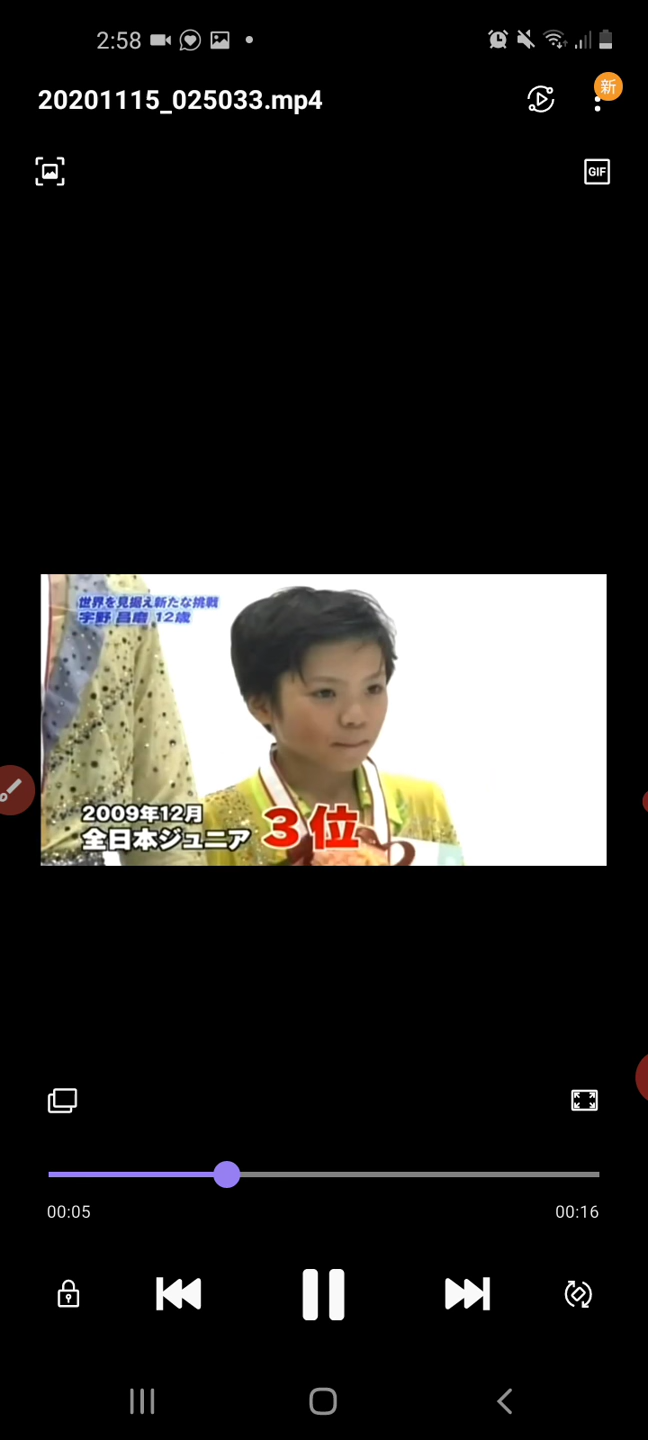 2:58
20201115_025033.mp4
新
GIF
世界を見据え新たな挑戦
宇野 昌磨 12歳
2009年12月
全日本ジュニア 3位
00:05
00:16